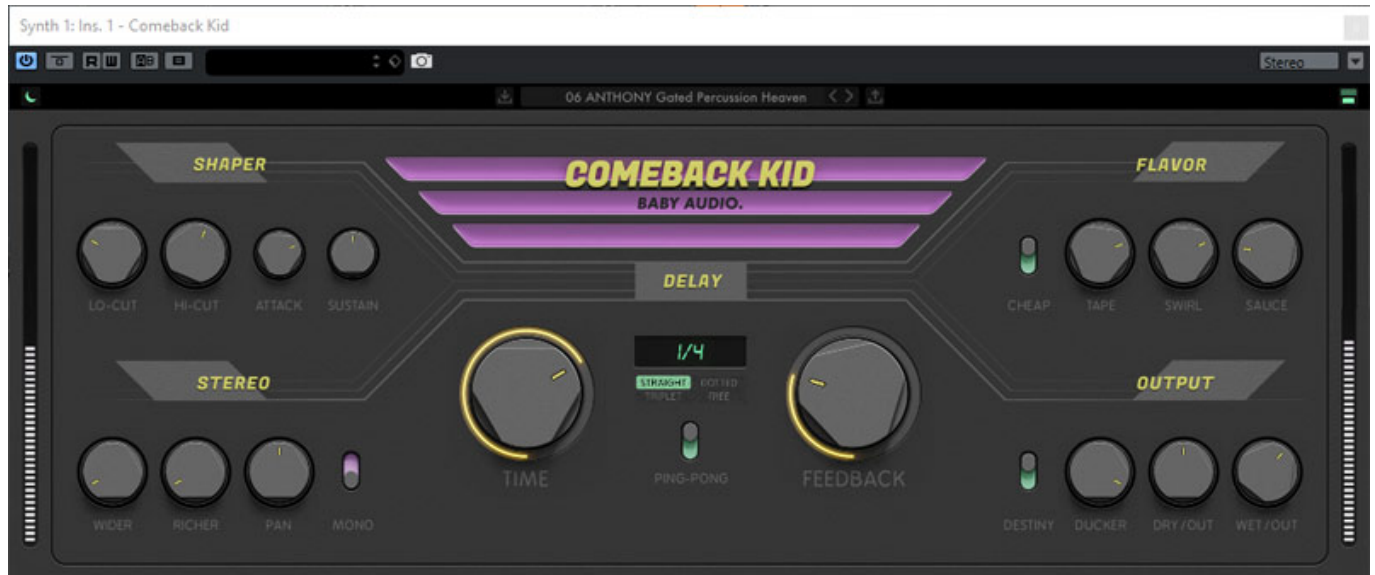 Synth 1: Ins. 1 - Comeback Kid
R W
Stereo
06 ANTHONY Gated Percussion Heaven
SHAPER
COMEBACK KID
BABY AUDIO.
FLAVOR
LO-CUT HI-CUT ATTACK SUSTAIN
DELAY
CHEAP TAPE SWIRL SAUCE
1/4
STRAIGHT DOTTED
TRIPLET FREE
STEREO
OUTPUT
TIME
PING-PONG
FEEDBACK
WIDER RICHER PAN MONO
DESTINY DUCKER DRY/OUT WET/OUT